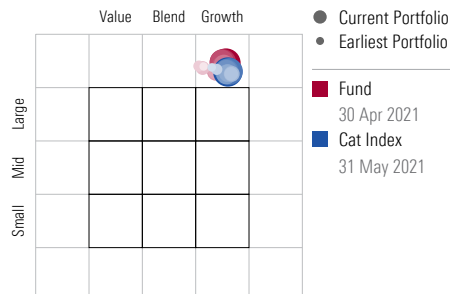 Value Blend Growth
Large
Mid
Small
Current Portfolio
Earliest Portfolio
Fund
30 Apr 2021
Cat Index
31 May 2021